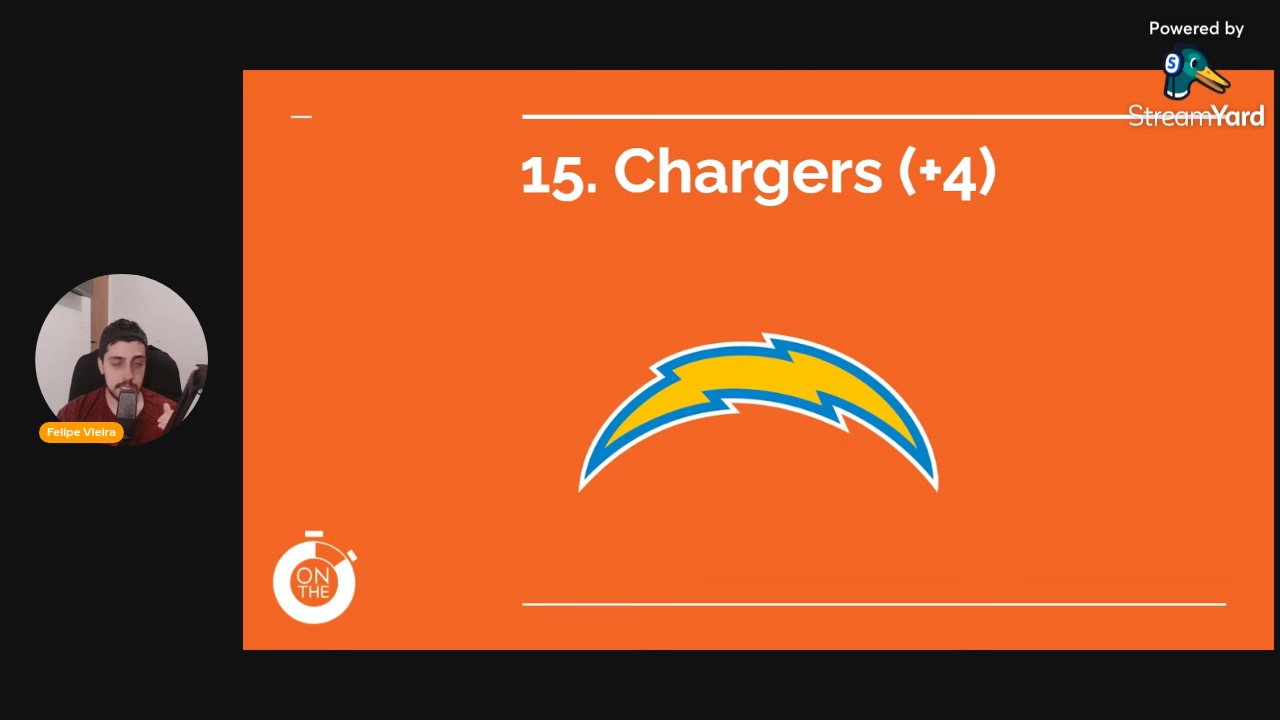 Powered by
S
StreamYard
15. Chargers (+4)
Felipe Vieira
ON
THE